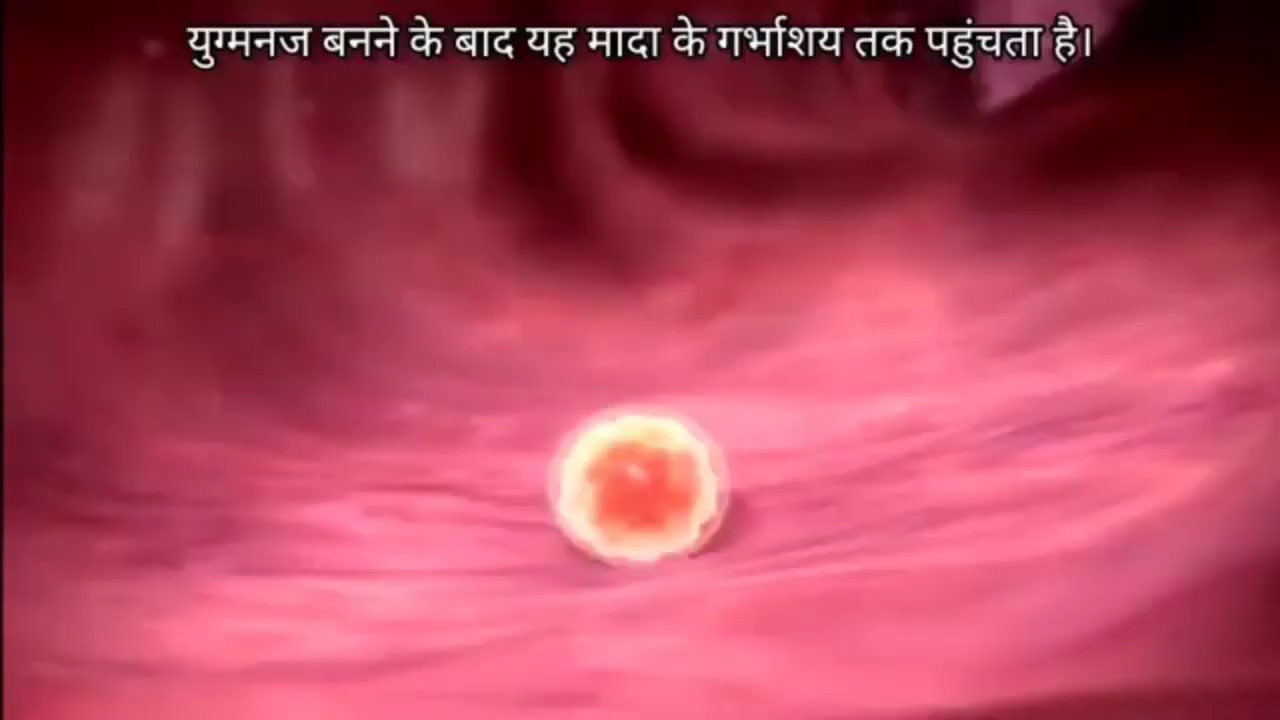 युग्मनज बनने के बाद यह मादा के गर्भाशय तक पहुंचता है।